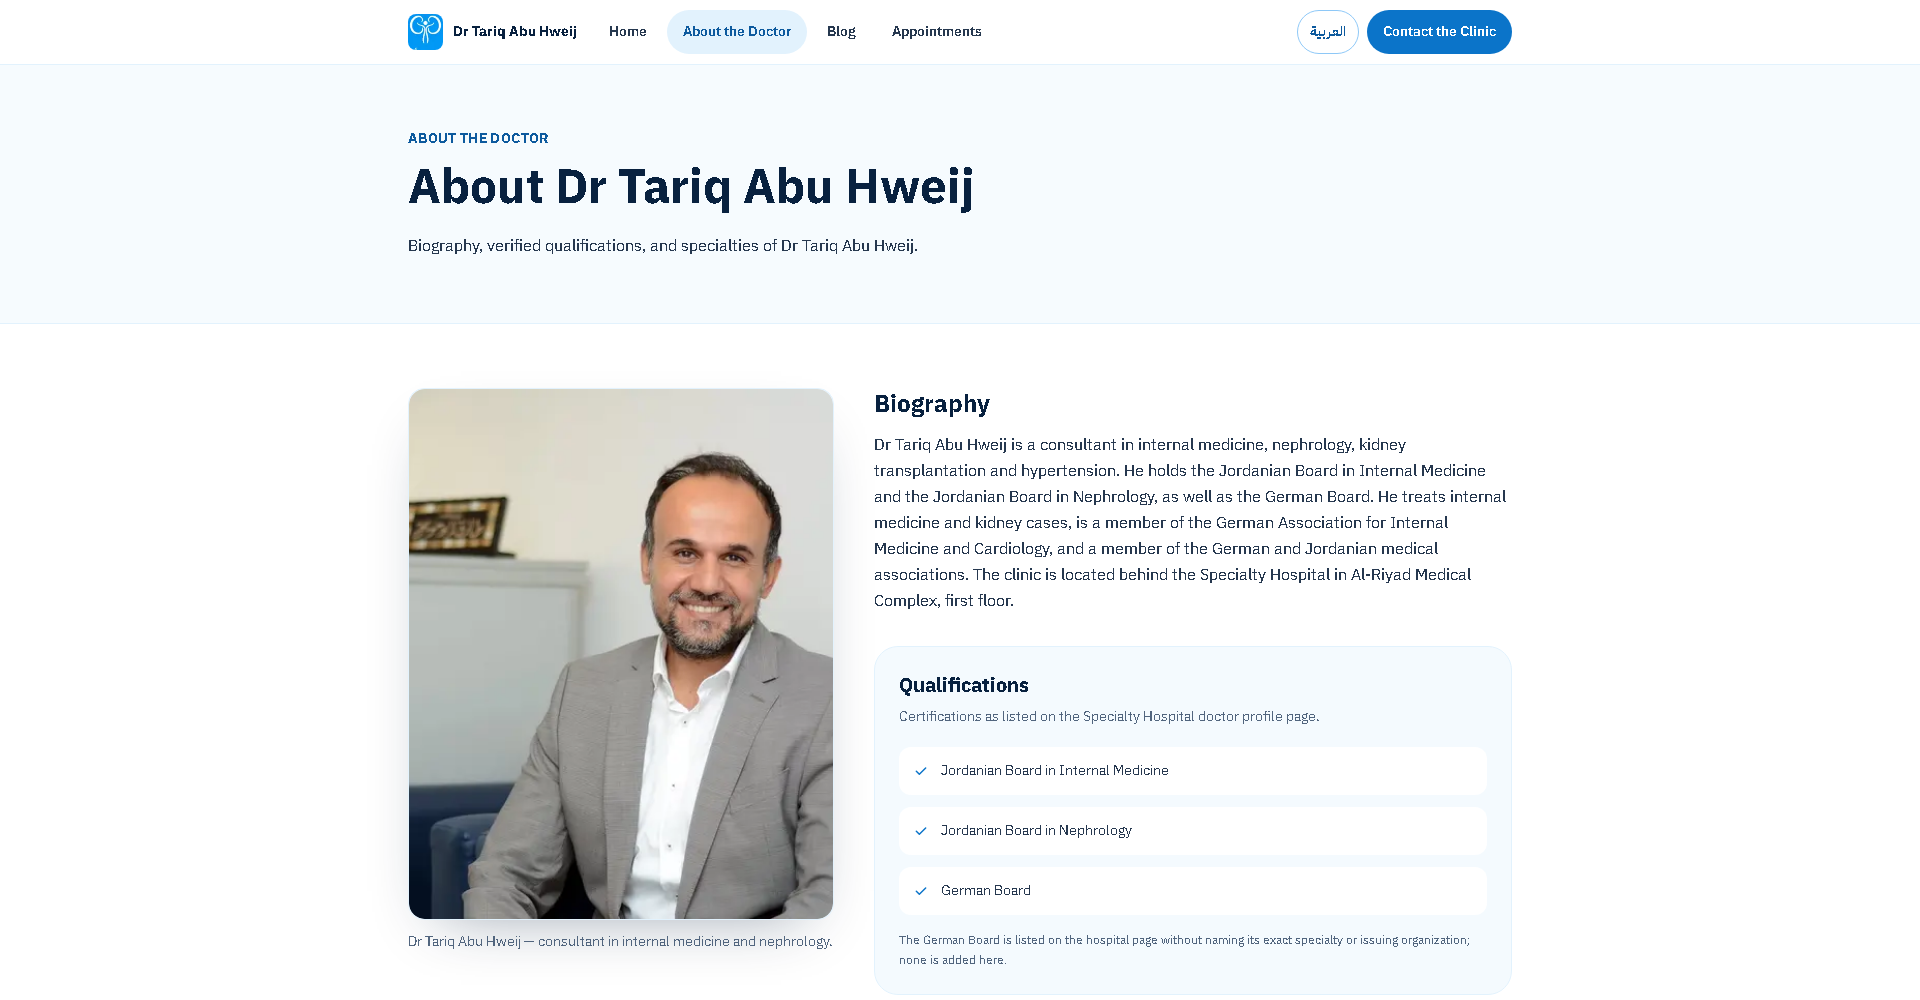 Dr Tariq Abu Hweij
Home
About the Doctor
Blog
Appointments
العربية
Contact the Clinic
ABOUT THE DOCTOR
About Dr Tariq Abu Hweij
Biography, verified qualifications, and specialties of Dr Tariq Abu Hweij.
Dr Tariq Abu Hweij — consultant in internal medicine and nephrology.
Biography
Dr Tariq Abu Hweij is a consultant in internal medicine, nephrology, kidney
transplantation and hypertension. He holds the Jordanian Board in Internal Medicine
and the Jordanian Board in Nephrology, as well as the German Board. He treats internal
medicine and kidney cases, is a member of the German Association for Internal
Medicine and Cardiology, and a member of the German and Jordanian medical
associations. The clinic is located behind the Specialty Hospital in Al-Riyad Medical
Complex, first floor.
Qualifications
Certifications as listed on the Specialty Hospital doctor profile page.
Jordanian Board in Internal Medicine
Jordanian Board in Nephrology
German Board
The German Board is listed on the hospital page without naming its exact specialty or issuing organization;
none is added here.